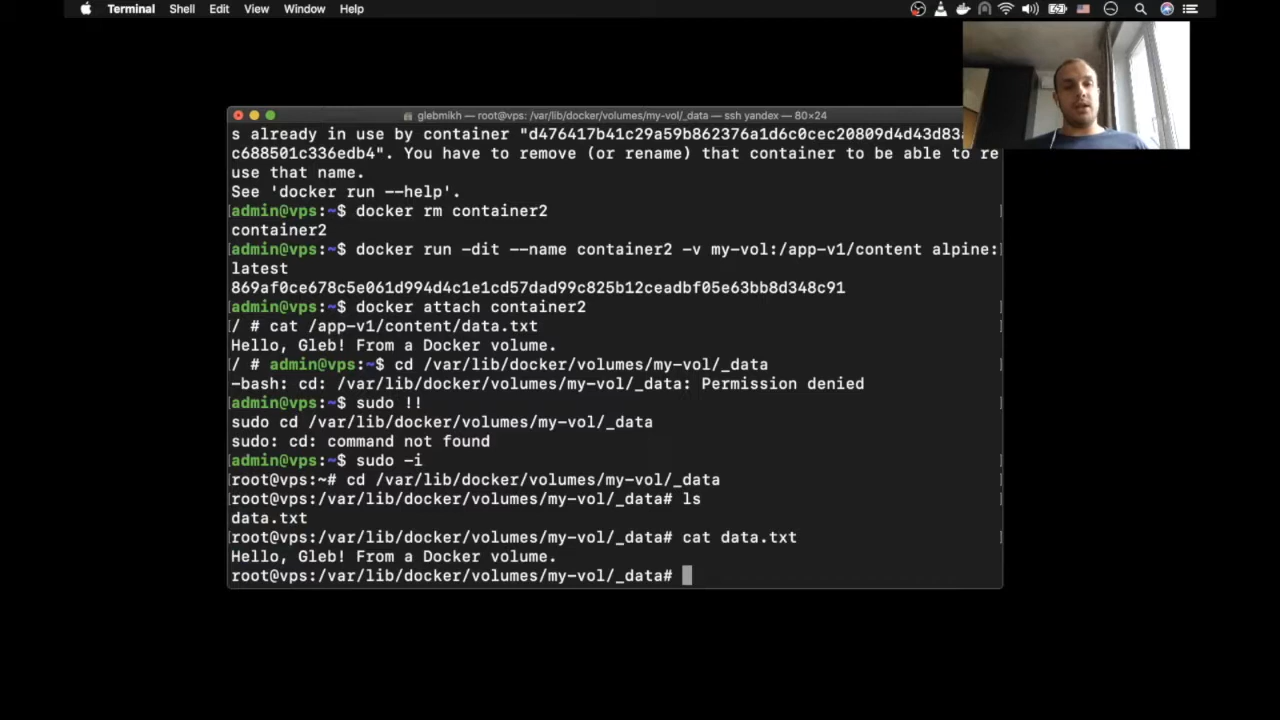 Terminal Shell Edit View Window Help
glebmikh — root@vps: /var/lib/docker/volumes/my-vol/_data — ssh yandex — 80×24
s already in use by container "d476417b41c29a59b862376a1d6c0cec20809d4d43d83
c688501c336edb4". You have to remove (or rename) that container to be able to re
use that name.
See 'docker run --help'.
admin@vps:~$ docker rm container2
container2
admin@vps:~$ docker run -dit --name container2 -v my-vol:/app-v1/content alpine:
latest
869af0ce678c5e061d994d4c1e1cd57dad99c825b12ceadbf05e63bb8d348c91
admin@vps:~$ docker attach container2
/ # cat /app-v1/content/data.txt
Hello, Gleb! From a Docker volume.
/ # admin@vps:~$ cd /var/lib/docker/volumes/my-vol/_data
-bash: cd: /var/lib/docker/volumes/my-vol/_data: Permission denied
admin@vps:~$ sudo !!
sudo cd /var/lib/docker/volumes/my-vol/_data
sudo: cd: command not found
admin@vps:~$ sudo -i
root@vps:~# cd /var/lib/docker/volumes/my-vol/_data
root@vps:/var/lib/docker/volumes/my-vol/_data# ls
data.txt
root@vps:/var/lib/docker/volumes/my-vol/_data# cat data.txt
Hello, Gleb! From a Docker volume.
root@vps:/var/lib/docker/volumes/my-vol/_data#